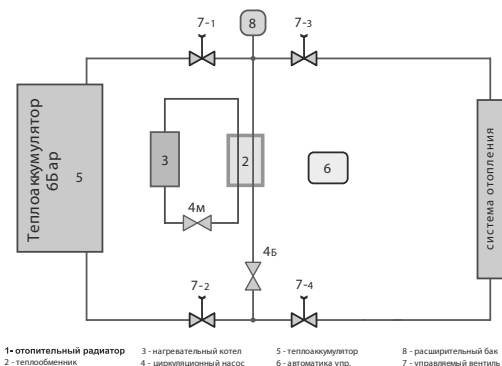 7-1
8
7-3
Теплоаккумулятор
6Бар
5
3
2
6
система отопления
4м
4Б
7-2
7-4
1- отопительный радиатор
3 - нагревательный котел
5 - теплоаккумулятор
8 - расширительный бак
2 - теплообменник
4 - циркуляционный насос
6 - автоматика упр.
7 - управляемый вентиль